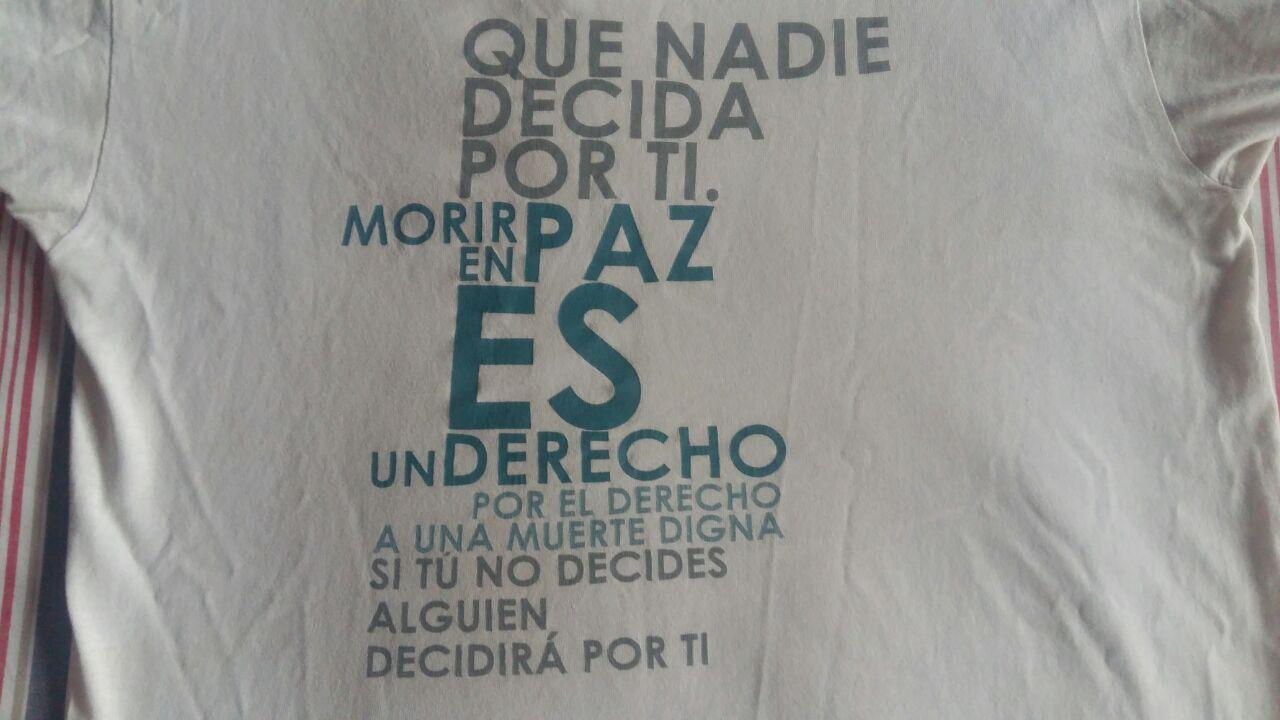 QUE NADIE
DECIDA
POR TI.
MORIR
EN PAZ
ES
UN DERECHO
POR EL DERECHO
A UNA MUERTE DIGNA
SI TÚ NO DECIDES
ALGUIEN
DECIDIRÁ POR TI